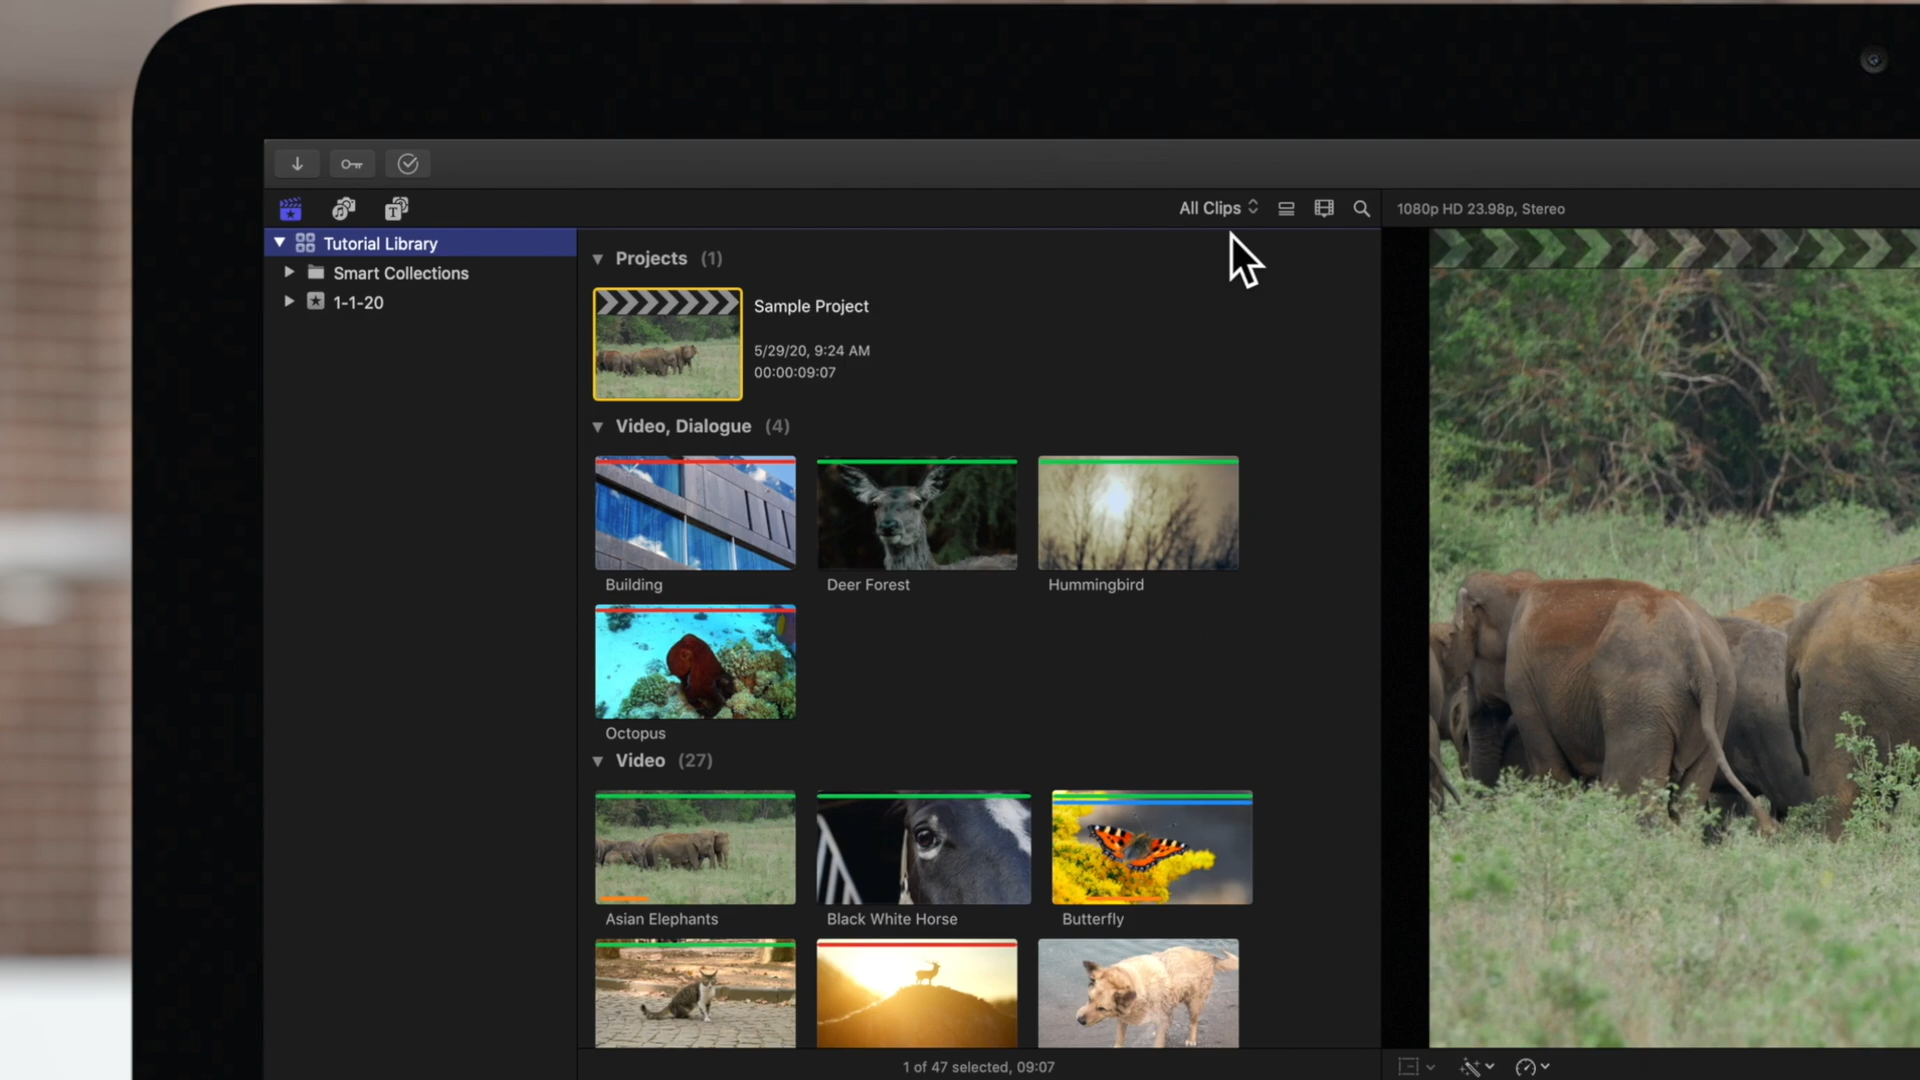 All Clips
1080p HD 23.98p, Stereo
Tutorial Library
Smart Collections
1-1-20
Projects (1)
Sample Project
5/29/20, 9:24 AM
00:00:09:07
Video, Dialogue (4)
Building
Deer Forest
Hummingbird
Octopus
Video (27)
Asian Elephants
Black White Horse
Butterfly
1 of 47 selected, 09:07